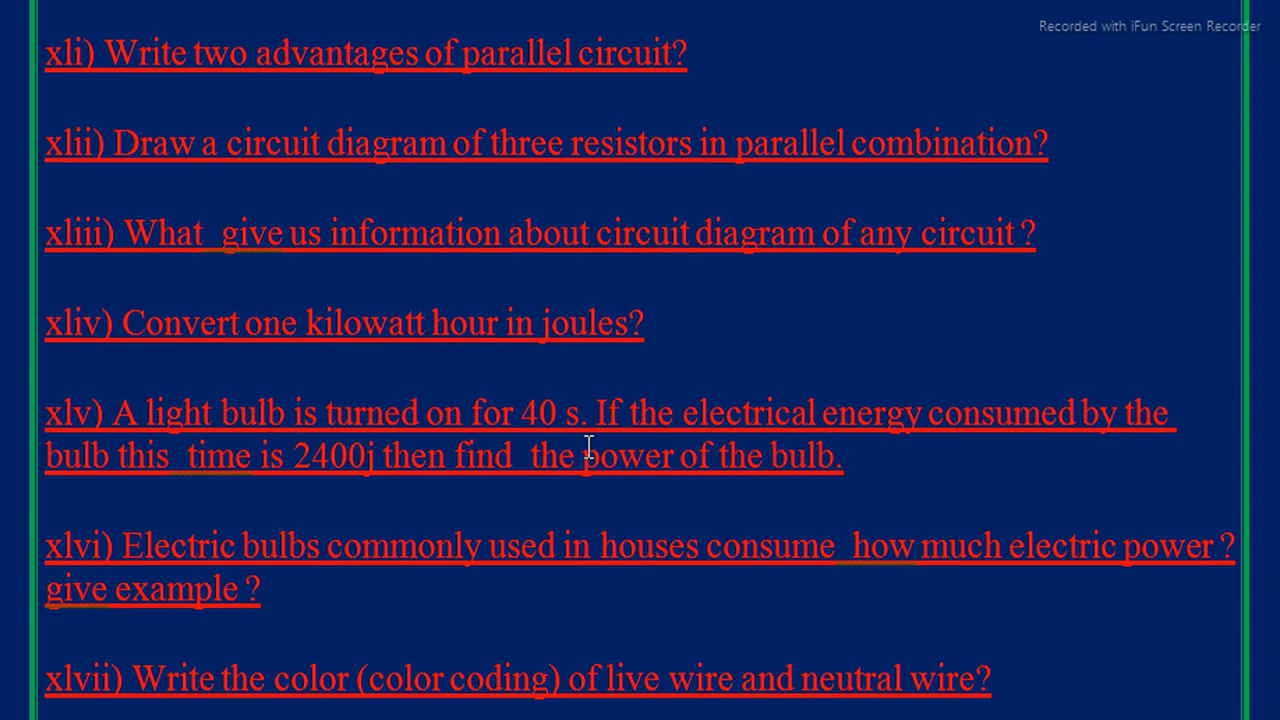 Recorded with iFun Screen Recorder
xli) Write two advantages of parallel circuit?
xlii) Draw a circuit diagram of three resistors in parallel combination?
xliii) What  give us information about circuit diagram of any circuit ?
xliv) Convert one kilowatt hour in joules?
xlv) A light bulb is turned on for 40 s. If the electrical energy consumed by the
bulb this  time is 2400j then find  the power of the bulb.
xlvi) Electric bulbs commonly used in houses consume  how much electric power ?
give example ?
xlvii) Write the color (color coding) of live wire and neutral wire?